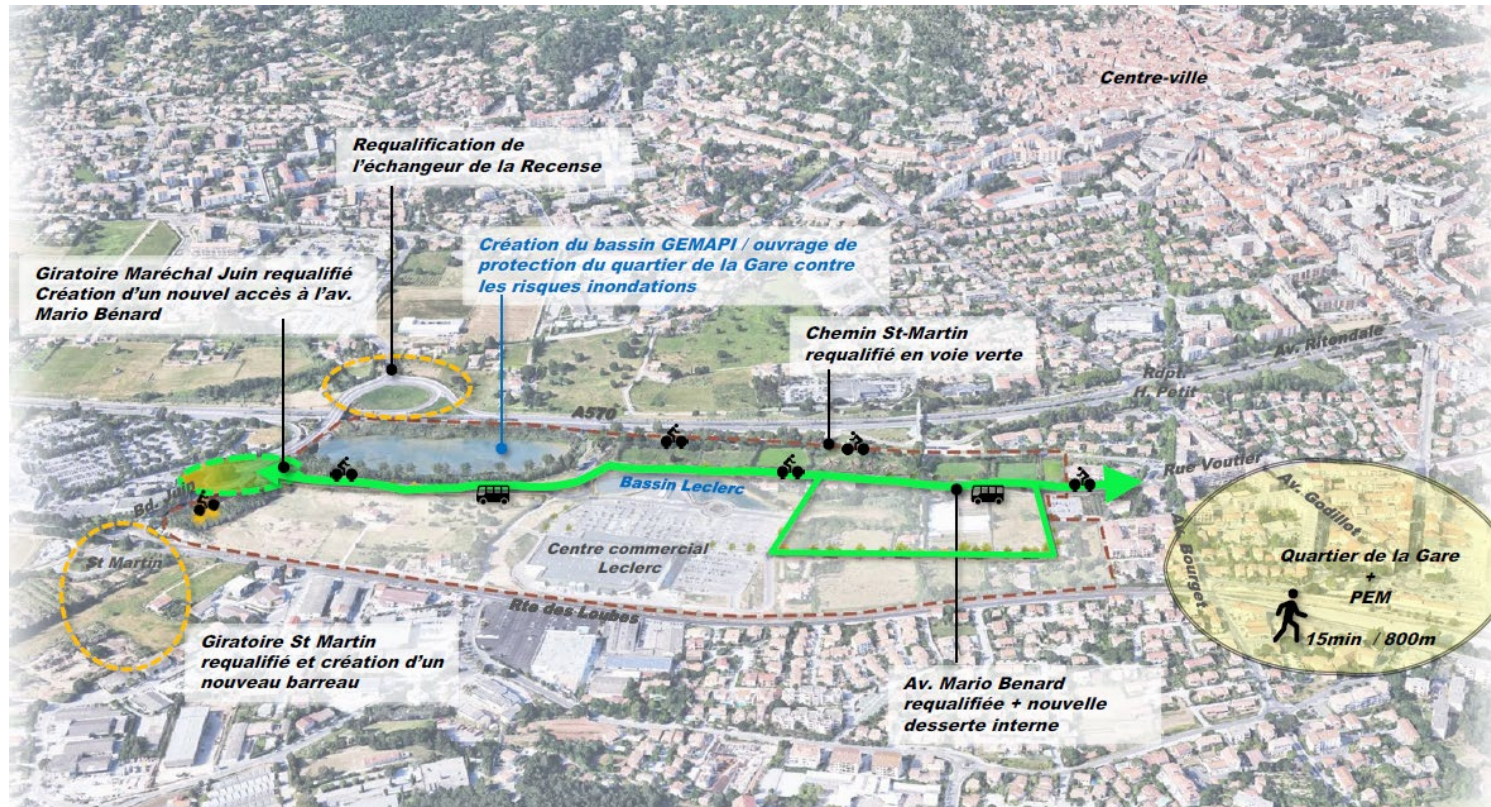 Centre-ville
Requalification de
l'échangeur de la Recense
Création du bassin GEMAPI / ouvrage de
protection du quartier de la Gare contre
les risques inondations
Giratoire Maréchal Juin requalifié
Création d'un nouvel accès à l'av.
Mario Bénard
Chemin St-Martin
requalifié en voie verte
Av. Ritondale
Rdpt.
H. Petit
A570
Rue Voutier
Bd. Juin
Bassin Leclerc
Av. Godillot
Av. Bourget
Quartier de la Gare
+
PEM
15min / 800m
Centre commercial
Leclerc
St Martin
Rte des Loubes
Giratoire St Martin
requalifié et création d'un
nouveau barreau
Av. Mario Benard
requalifiée + nouvelle
desserte interne